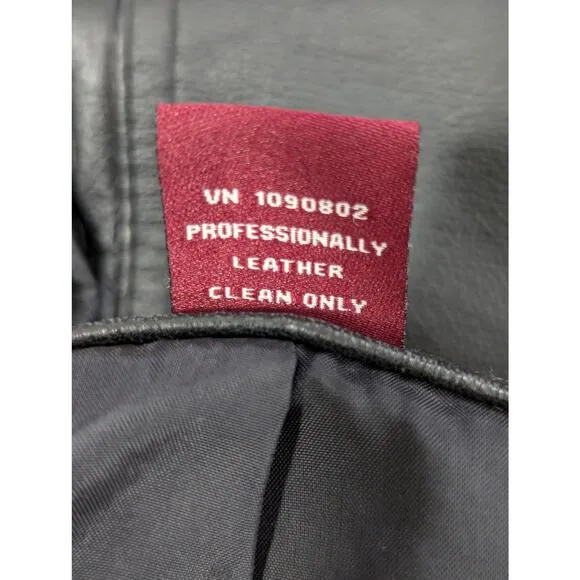 VN 1090802
PROFESSIONALLY
LEATHER
CLEAN ONLY